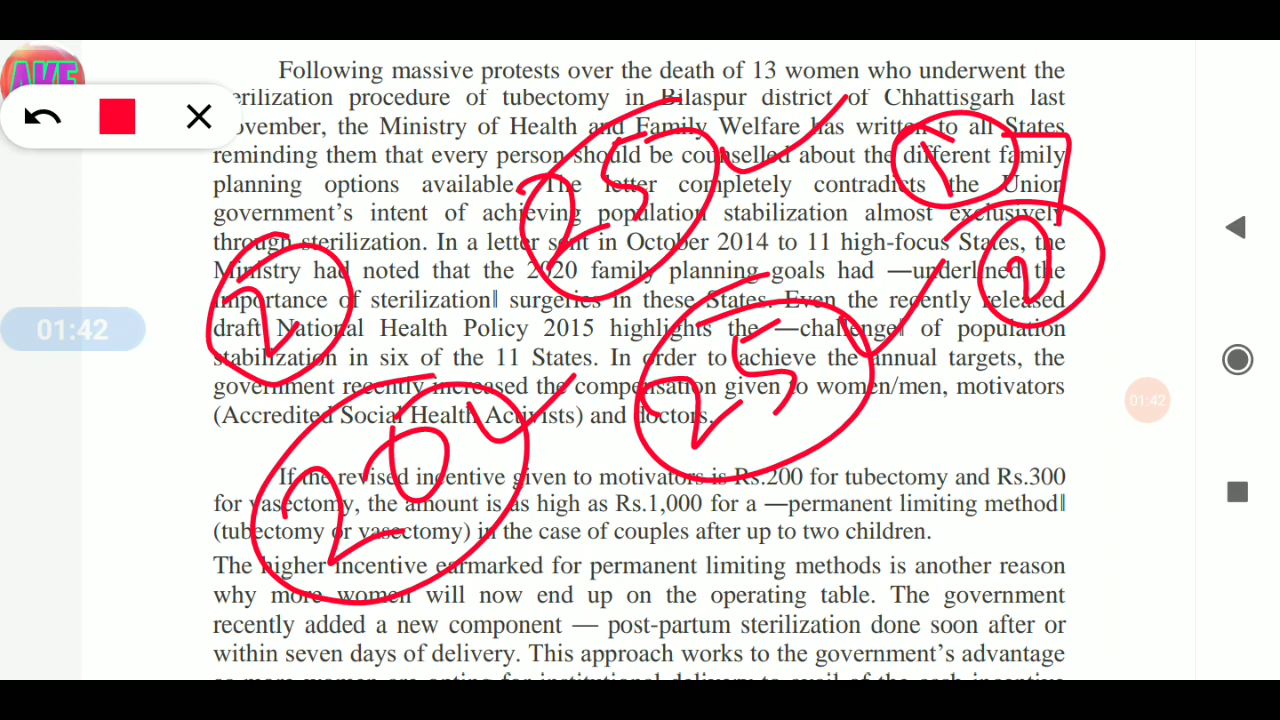 AKE
Following massive protests over the death of 13 women who underwent the
erilization procedure of tubectomy in Bilaspur district of Chhattisgarh last
ovember, the Ministry of Health and Family Welfare has written to all States
reminding them that every person should be counselled about the different family
planning options available. The letter completely contradicts the Union
government's intent of achieving population stabilization almost exclusively
through sterilization. In a letter sent in October 2014 to 11 high-focus States, the
Ministry had noted that the 2020 family planning goals had ―underlined the
importance of sterilization‖ surgeries in these States. Even the recently released
01:42
draft National Health Policy 2015 highlights the ―challenge‖ of population
stabilization in six of the 11 States. In order to achieve the annual targets, the
government recently increased the compensation given to women/men, motivators
01:42
(Accredited Social Health Activists) and doctors.
If the revised incentive given to motivators is Rs.200 for tubectomy and Rs.300
for vasectomy, the amount is as high as Rs.1,000 for a ―permanent limiting method‖
(tubectomy or vasectomy) in the case of couples after up to two children.
The higher incentive earmarked for permanent limiting methods is another reason
why more women will now end up on the operating table. The government
recently added a new component — post-partum sterilization done soon after or
within seven days of delivery. This approach works to the government's advantage
25
1
2
2
25
200